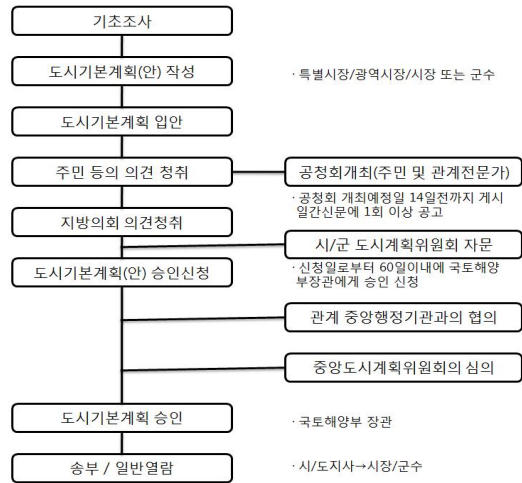 기초조사
도시기본계획(안) 작성
· 특별시장/광역시장/시장 또는 군수
도시기본계획 입안
주민 등의 의견 청취
공청회개최(주민 및 관계전문가)
· 공청회 개최예정일 14일전까지 게시
일간신문에 1회 이상 공고
지방의회 의견청취
시/군 도시계획위원회 자문
도시기본계획(안) 승인신청
· 신청일로부터 60일이내에 국토해양
부장관에게 승인 신청
관계 중앙행정기관과의 협의
중앙도시계획위원회의 심의
도시기본계획 승인
· 국토해양부 장관
송부 / 일반열람
· 시/도지사→시장/군수